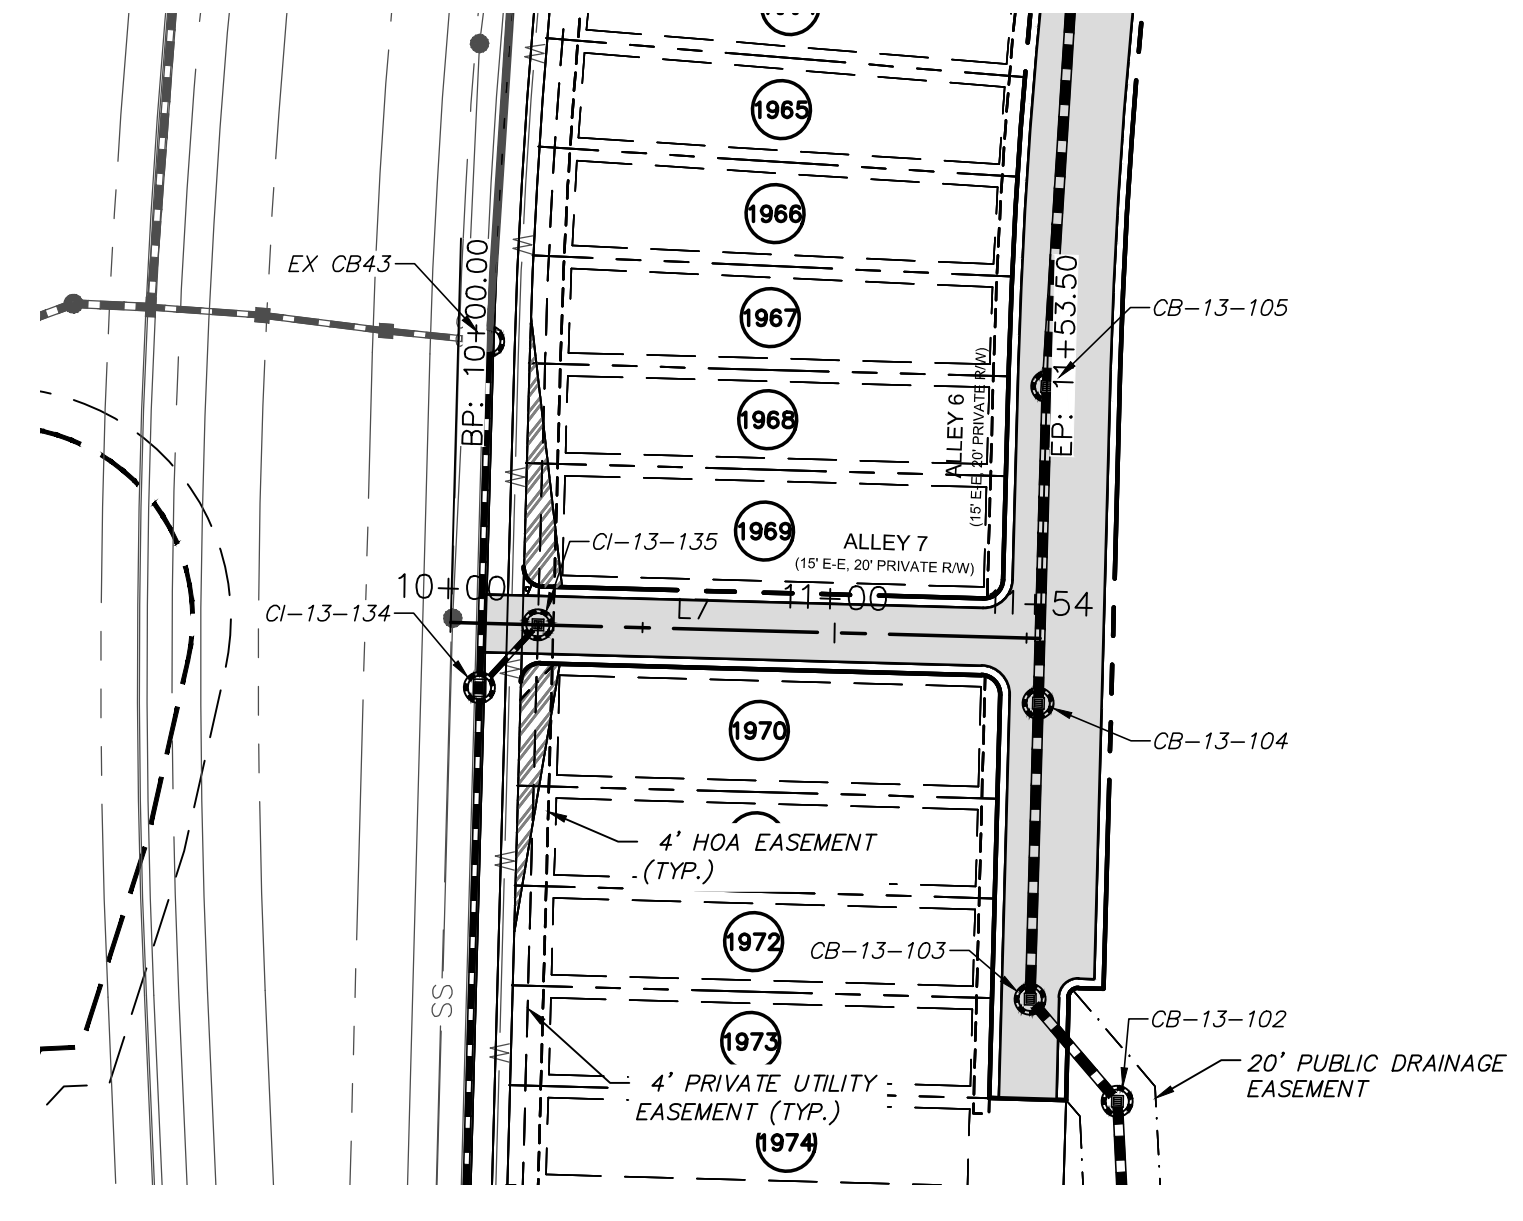 1965
1966
EX CB43
BP: 10+00.00
EP: 11+53.50
CB-13-105
1967
1968
ALLEY 6
(15' E-E, 20' PRIVATE R/W)
1969
CI-13-135
ALLEY 7
(15' E-E, 20' PRIVATE R/W)
10+00
L7
11+00
54
CI-13-134
1970
CB-13-104
4' HOA EASEMENT
(TYP.)
1972
CB-13-103
SS
CB-13-102
1973
20' PUBLIC DRAINAGE
EASEMENT
4' PRIVATE UTILITY
EASEMENT (TYP.)
1974